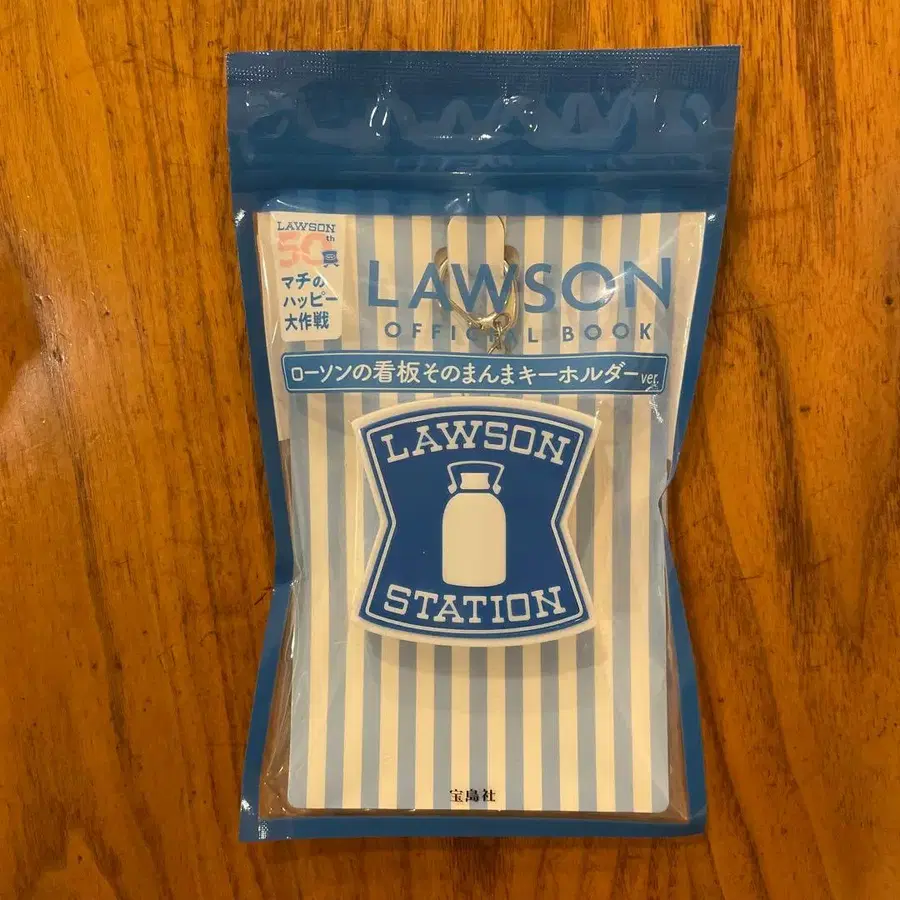 LAWSON
50th
マチの
ハッピー
大作戦
LAWSON
OFFICIAL BOOK
ローソンの看板そのまんまキーホルダーver.
LAWSON
STATION
宝島社